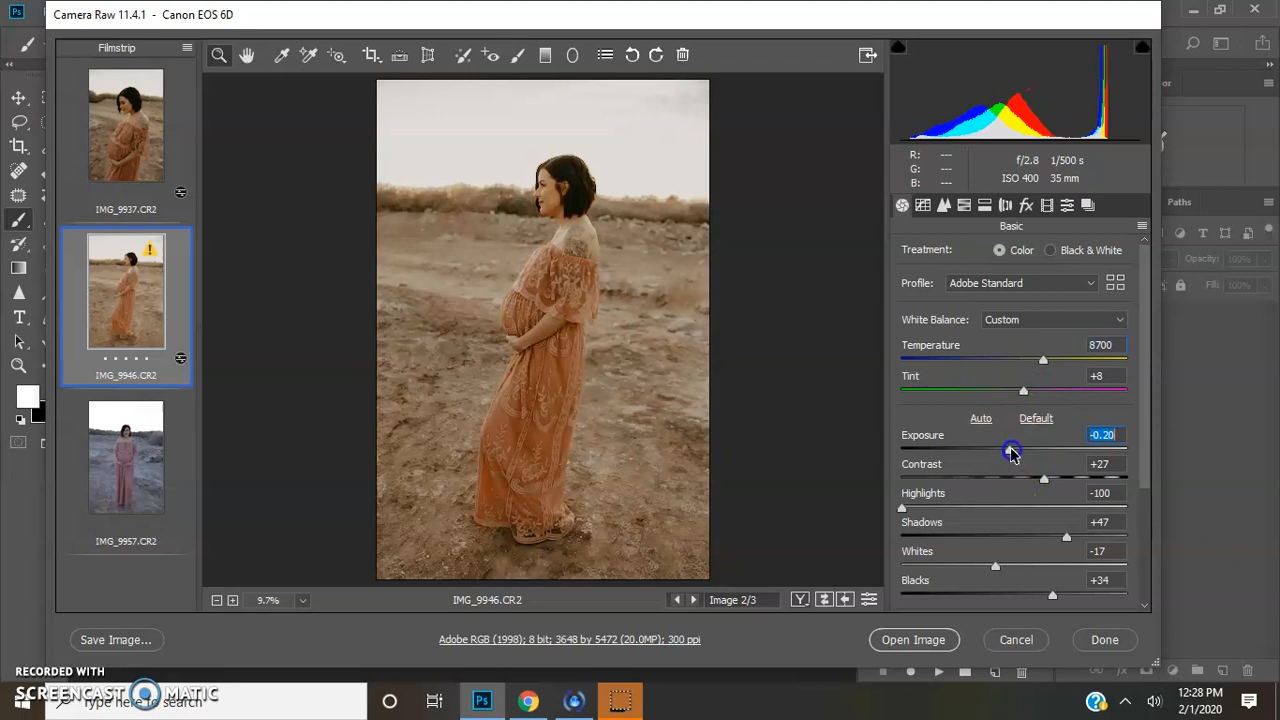 Camera Raw 11.4.1 - Canon EOS 6D
Filmstrip
IMG_9937.CR2
IMG_9946.CR2
IMG_9957.CR2
R: ---
G: ---
B: ---
f/2.8 1/500 s
ISO 400 35 mm
Basic
Treatment: Color Black & White
Profile: Adobe Standard
White Balance: Custom
Temperature 8700
Tint +8
Auto Default
Exposure -0.20
Contrast +27
Highlights -100
Shadows +47
Whites -17
Blacks +34
9.7%
IMG_9946.CR2
Image 2/3
Y
Save Image...
Adobe RGB (1998); 8 bit; 3648 by 5472 (20.0MP); 300 ppi
Open Image
Cancel
Done
Paths
Opacity: 100%
Fill: 100%
Ps
RECORDED WITH
SCREENCAST MATIC
Type here to search
Ps
12:28 PM
2/1/2020